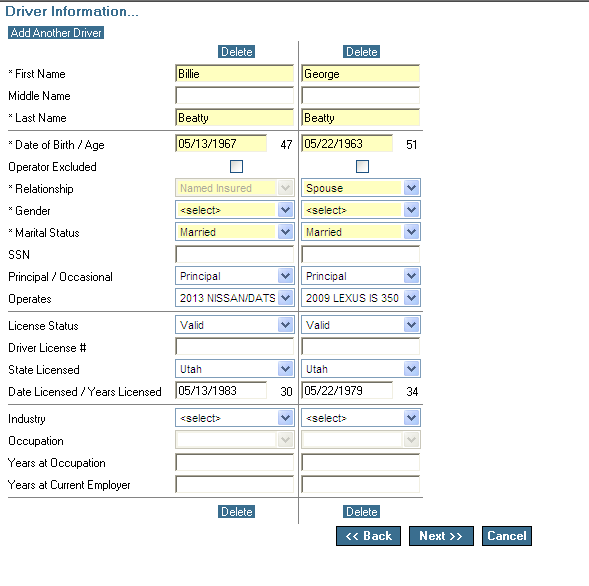 Driver Information...
Add Another Driver
Delete Delete
* First Name Billie George
Middle Name
* Last Name Beatty Beatty
* Date of Birth / Age 05/13/1967 47 05/22/1963 51
Operator Excluded
* Relationship Named Insured Spouse
* Gender <select> <select>
* Marital Status Married Married
SSN
Principal / Occasional Principal Principal
Operates 2013 NISSAN/DATS 2009 LEXUS IS 350
License Status Valid Valid
Driver License #
State Licensed Utah Utah
Date Licensed / Years Licensed 05/13/1983 30 05/22/1979 34
Industry <select> <select>
Occupation
Years at Occupation
Years at Current Employer
Delete Delete
<< Back Next >> Cancel